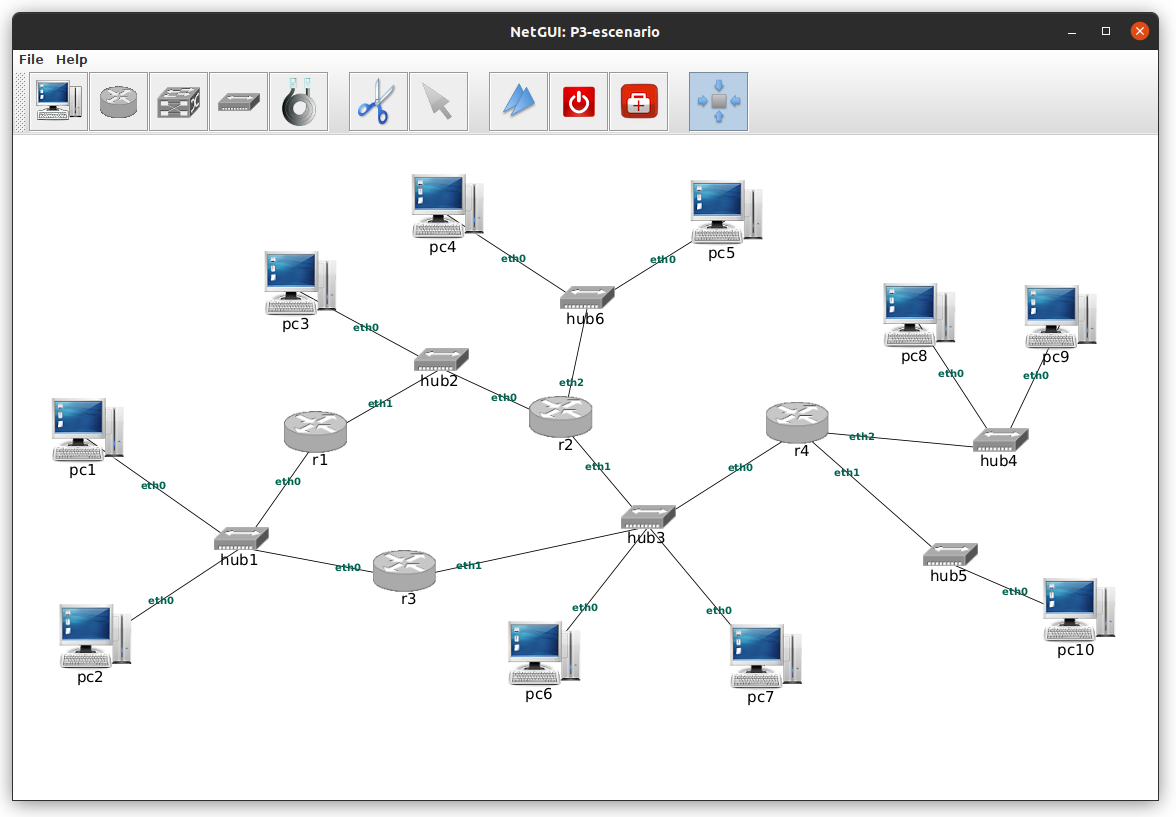 NetGUI: P3-escenario
File Help
pc4
pc5
eth0
eth0
pc3
hub6
eth0
pc8
pc9
hub2
eth0
eth0
eth2
eth1
eth0
r1
r2
r4
eth2
hub4
pc1
eth0
eth0
eth1
eth0
eth1
hub1
hub3
eth0
r3
eth1
hub5
eth0
pc10
eth0
eth0
eth0
pc2
pc6
pc7